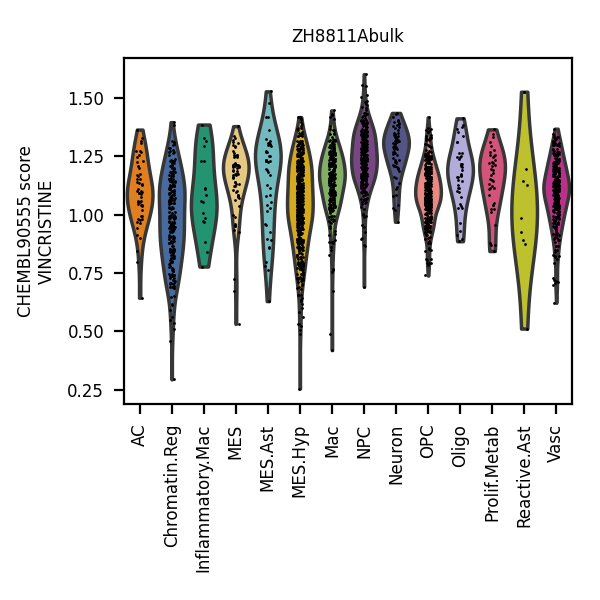 ZH8811Abulk
CHEMBL90555 score
VINCRISTINE
1.50
1.25
1.00
0.75
0.50
0.25
AC
Chromatin.Reg
Inflammatory.Mac
MES
MES.Ast
MES.Hyp
Mac
NPC
Neuron
OPC
Oligo
Prolif.Metab
Reactive.Ast
Vasc